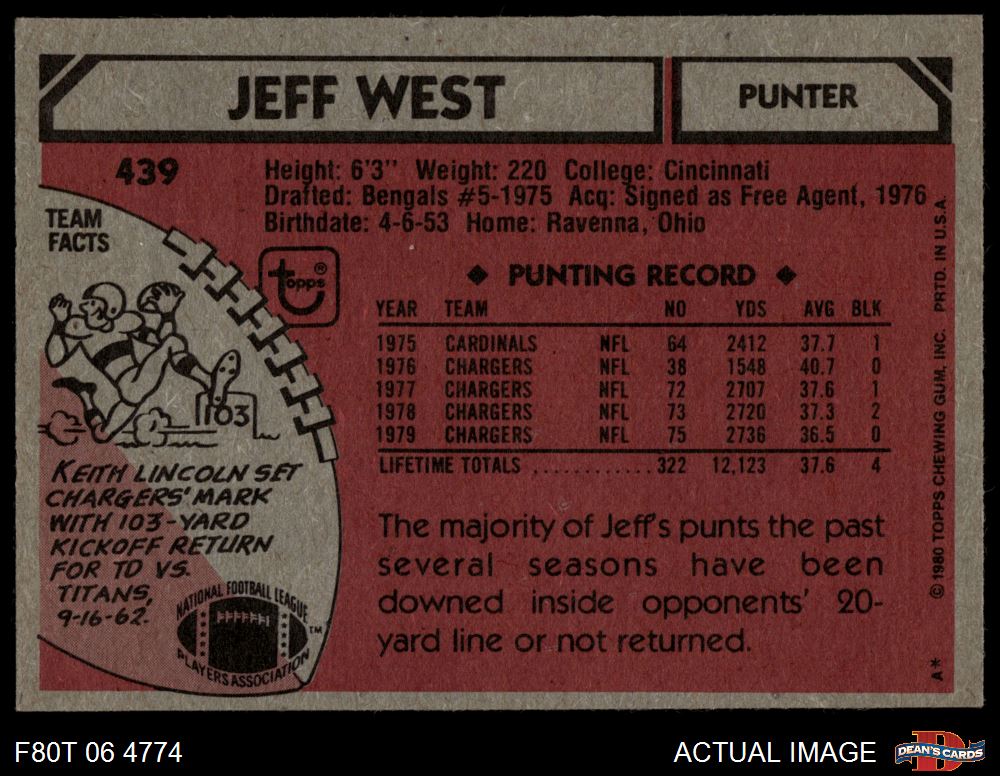 JEFF WEST
PUNTER
439
Height: 6'3'' Weight: 220 College: Cincinnati
Drafted: Bengals #5-1975 Acq: Signed as Free Agent, 1976
Birthdate: 4-6-53 Home: Ravenna, Ohio
TEAM
FACTS
topps®
103
KEITH LINCOLN SET
CHARGERS' MARK
WITH 103-YARD
KICKOFF RETURN
FOR TD VS.
TITANS,
9-16-62.
NATIONAL FOOTBALL LEAGUE
PLAYERS ASSOCIATION
TM
◆ PUNTING RECORD ◆
YEAR TEAM NO YDS AVG BLK
1975 CARDINALS NFL 64 2412 37.7 1
1976 CHARGERS NFL 38 1548 40.7 0
1977 CHARGERS NFL 72 2707 37.6 1
1978 CHARGERS NFL 73 2720 37.3 2
1979 CHARGERS NFL 75 2736 36.5 0
LIFETIME TOTALS ............ 322 12,123 37.6 4
The majority of Jeff's punts the past
several seasons have been
downed inside opponents' 20-
yard line or not returned.
A* © 1980 TOPPS CHEWING GUM, INC. PRTD. IN U.S.A.
F80T 06 4774
ACTUAL IMAGE
DEAN'S CARDS